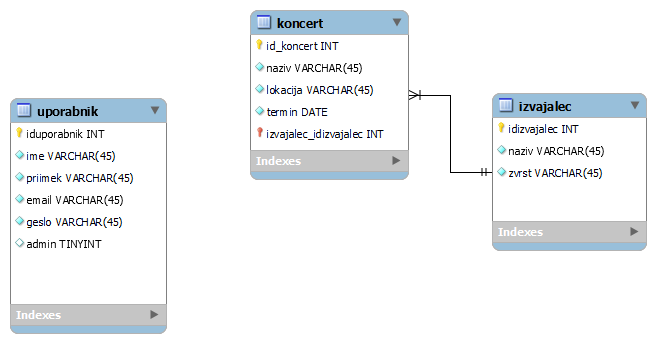 uporabnik
iduporabnik INT
ime VARCHAR(45)
priimek VARCHAR(45)
email VARCHAR(45)
geslo VARCHAR(45)
admin TINYINT
Indexes
koncert
id_koncert INT
naziv VARCHAR(45)
lokacija VARCHAR(45)
termin DATE
izvajalec_idizvajalec INT
Indexes
izvajalec
idizvajalec INT
naziv VARCHAR(45)
zvrst VARCHAR(45)
Indexes